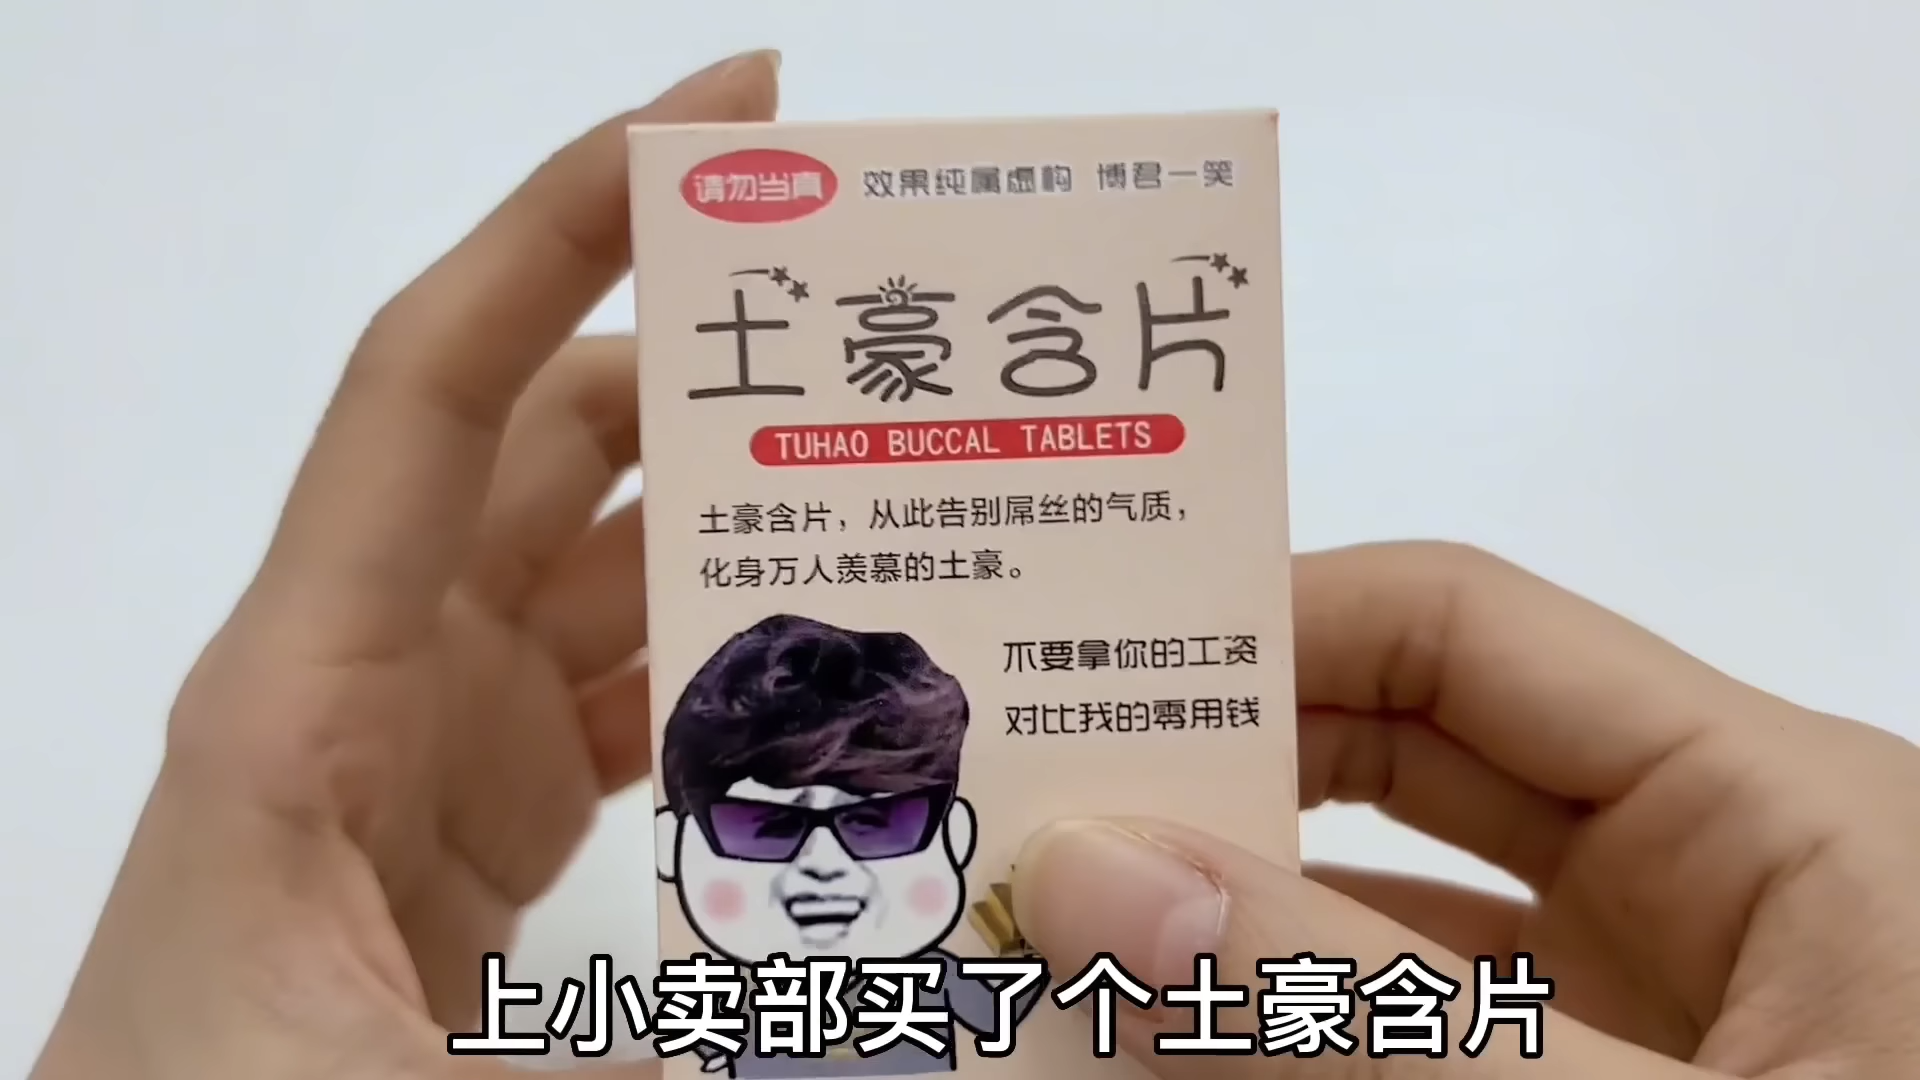 请勿当真 效果纯属虚构 博君一笑
土豪含片
TUHAO BUCCAL TABLETS
土豪含片，从此告别屌丝的气质，
化身万人羡慕的土豪。
不要拿你的工资
对比我的零用钱
上小卖部买了个土豪含片